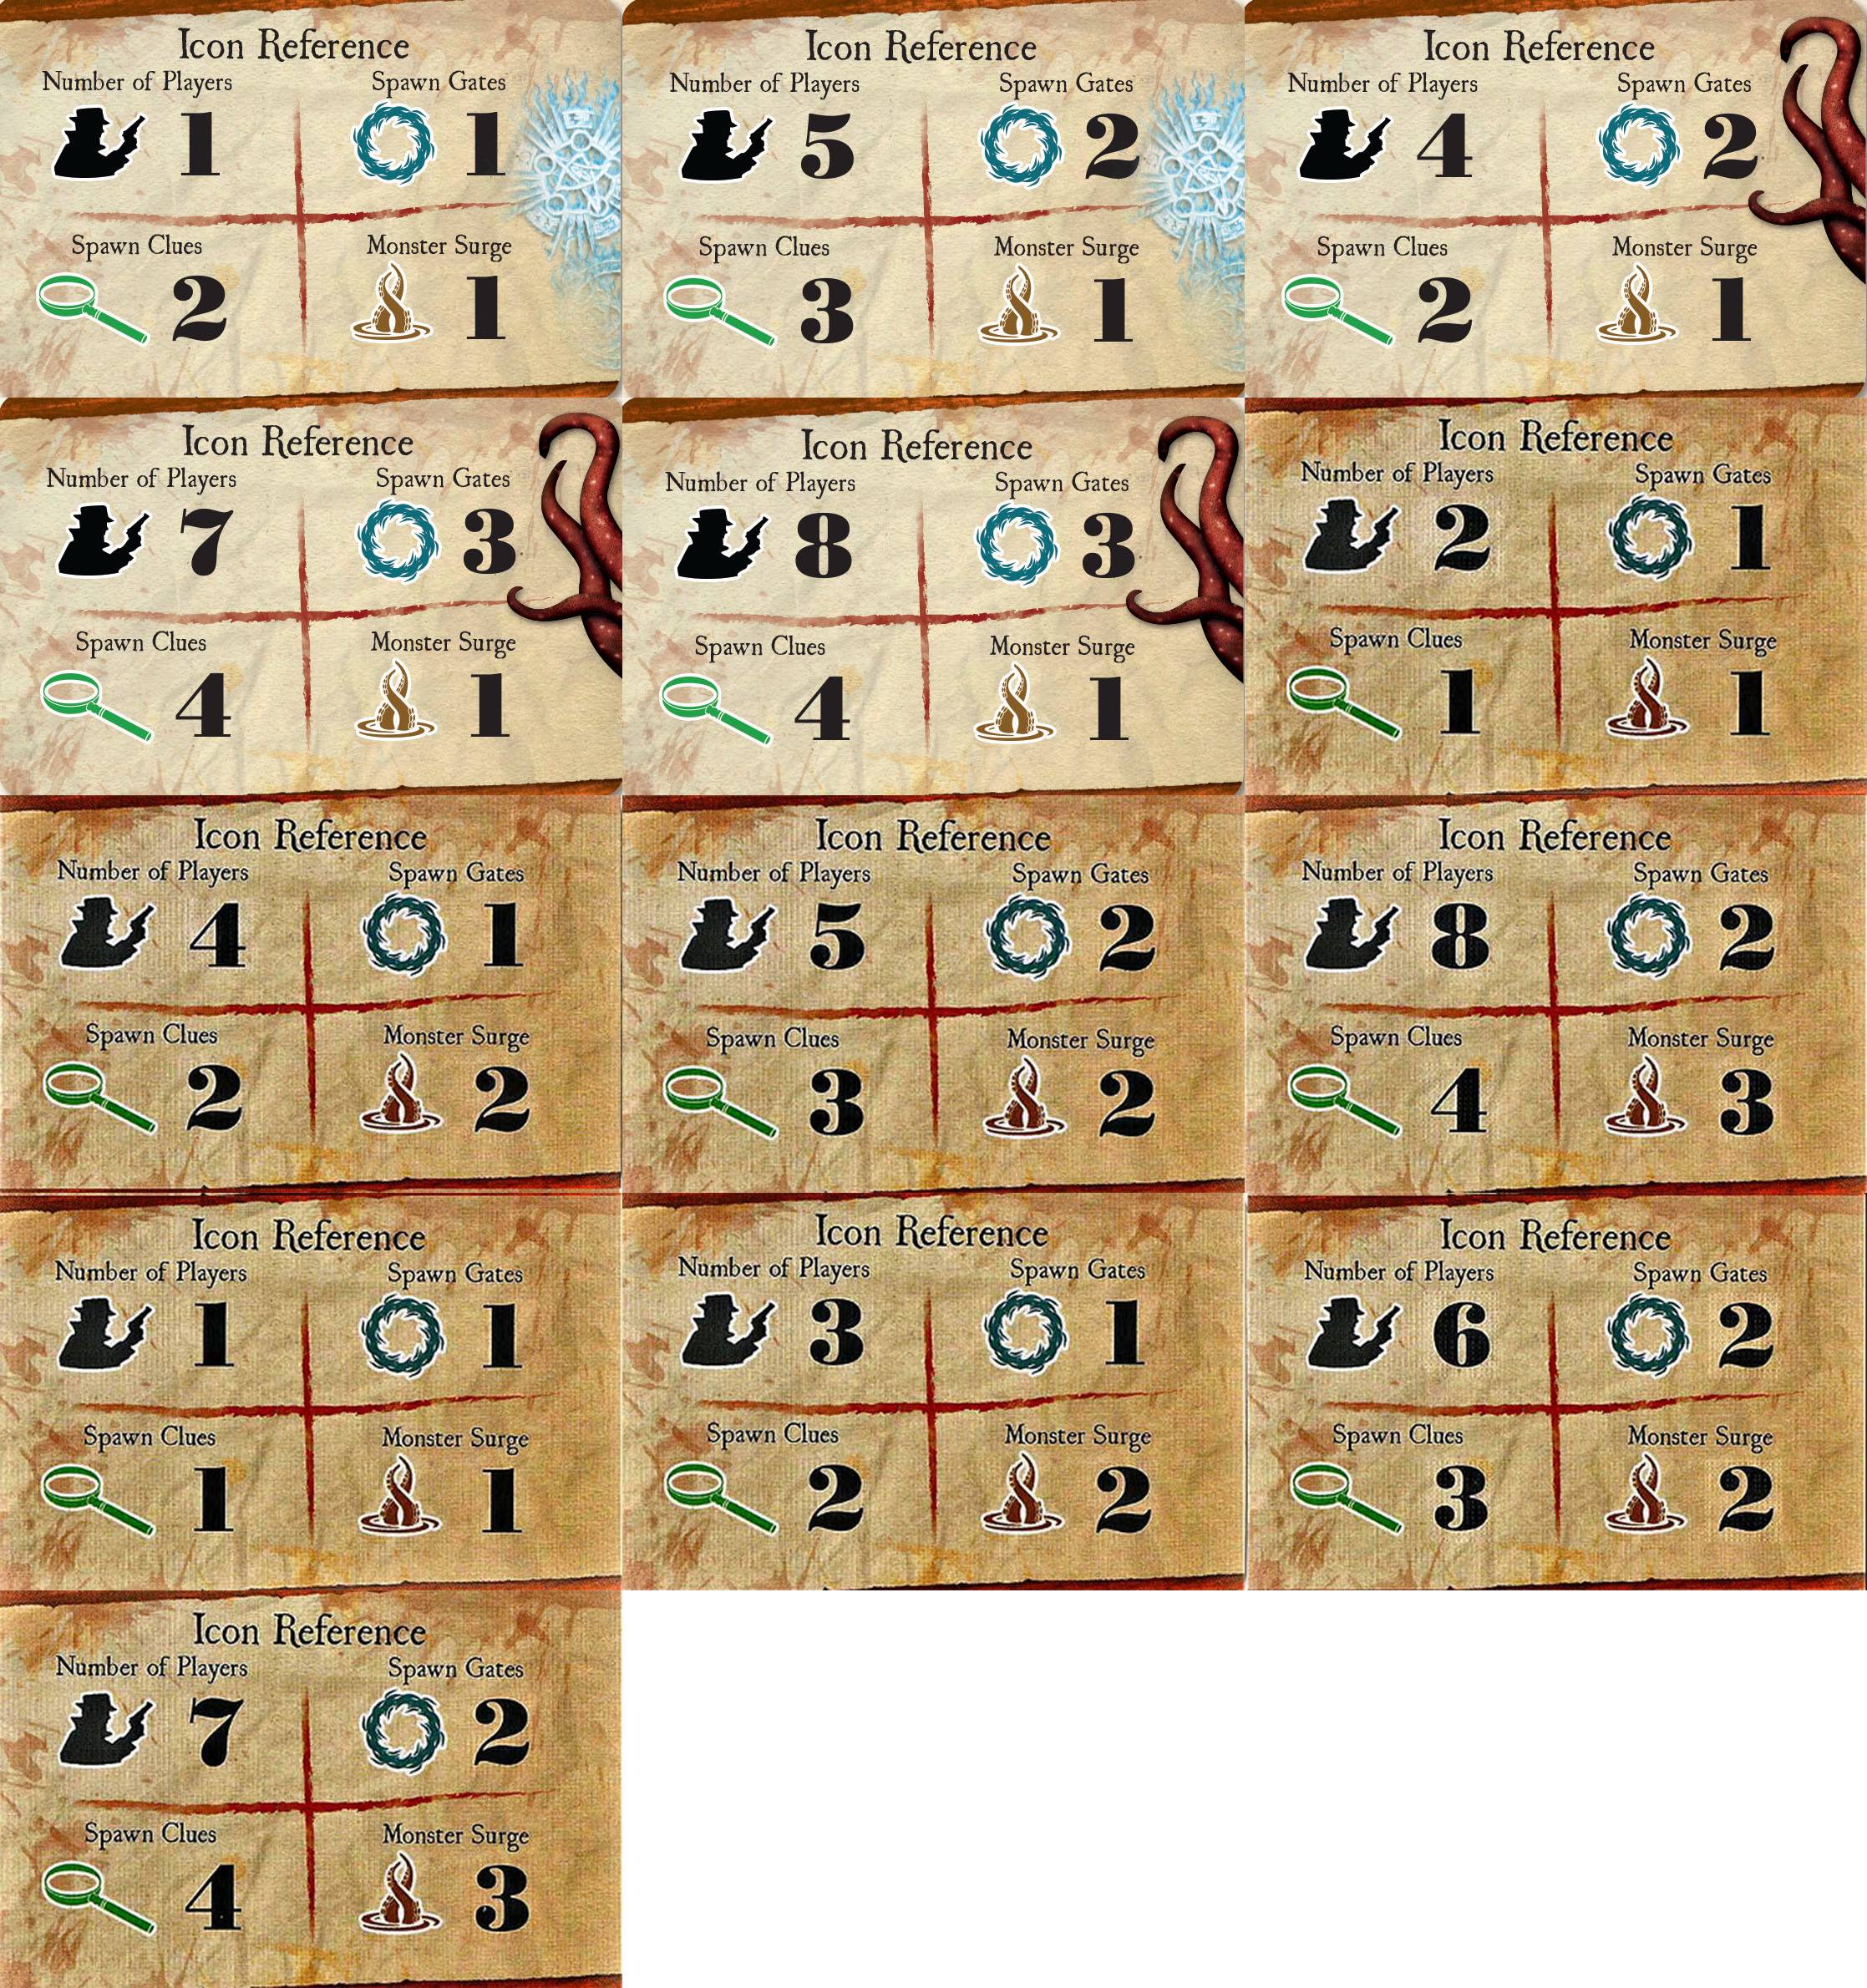 Icon Reference
Number of Players Spawn Gates
1 1
Spawn Clues Monster Surge
2 1
Icon Reference
Number of Players Spawn Gates
5 2
Spawn Clues Monster Surge
3 1
Icon Reference
Number of Players Spawn Gates
4 2
Spawn Clues Monster Surge
2 1
Icon Reference
Number of Players Spawn Gates
7 3
Spawn Clues Monster Surge
4 1
Icon Reference
Number of Players Spawn Gates
8 3
Spawn Clues Monster Surge
4 1
Icon Reference
Number of Players Spawn Gates
2 1
Spawn Clues Monster Surge
1 1
Icon Reference
Number of Players Spawn Gates
4 1
Spawn Clues Monster Surge
2 2
Icon Reference
Number of Players Spawn Gates
5 2
Spawn Clues Monster Surge
3 2
Icon Reference
Number of Players Spawn Gates
8 2
Spawn Clues Monster Surge
4 3
Icon Reference
Number of Players Spawn Gates
1 1
Spawn Clues Monster Surge
1 1
Icon Reference
Number of Players Spawn Gates
3 1
Spawn Clues Monster Surge
2 2
Icon Reference
Number of Players Spawn Gates
6 2
Spawn Clues Monster Surge
3 2
Icon Reference
Number of Players Spawn Gates
7 2
Spawn Clues Monster Surge
4 3